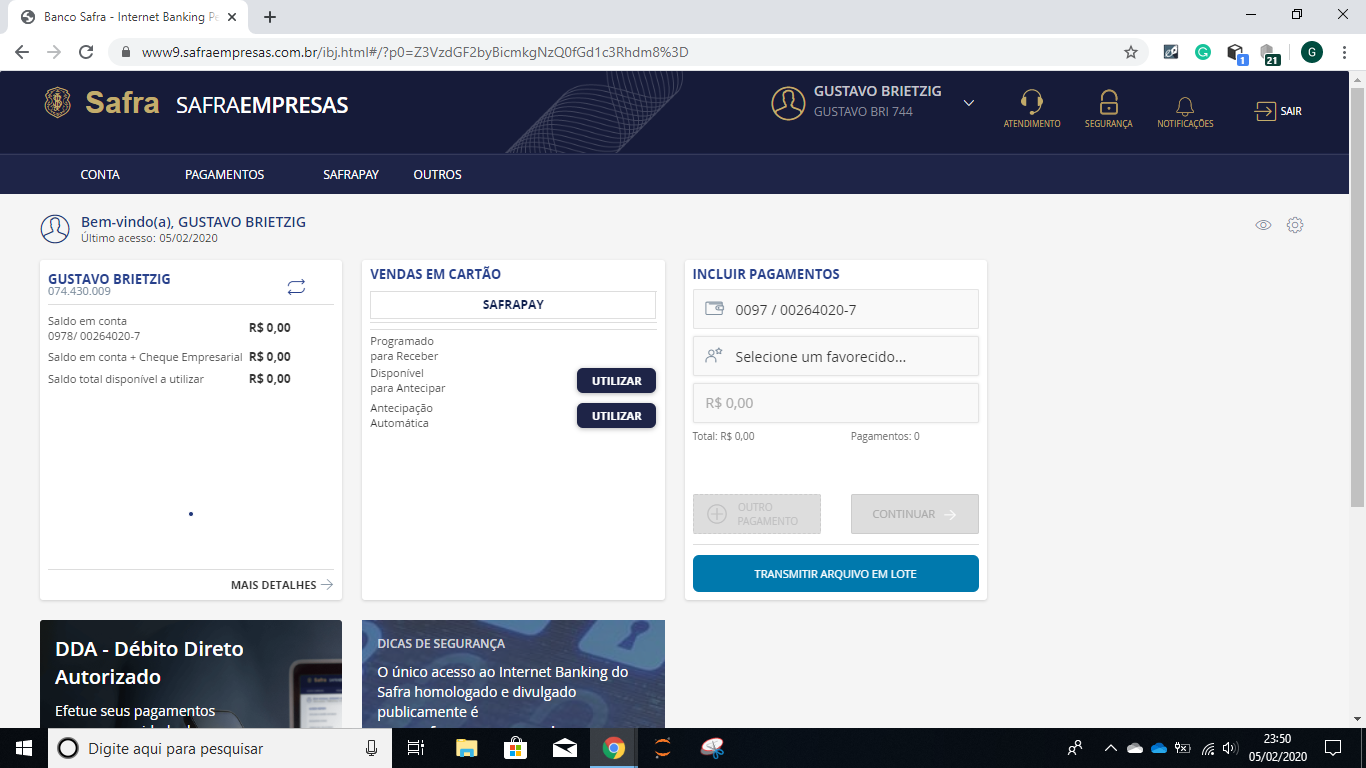 Banco Safra - Internet Banking Pe
www9.safraempresas.com.br/ibj.html#/?p0=Z3VzdGF2byBicmkgNzQ0fGd1c3Rhdm8%3D
1
21
G
Safra SAFRAEMPRESAS
GUSTAVO BRIETZIG
GUSTAVO BRI 744
ATENDIMENTO
SEGURANÇA
NOTIFICAÇÕES
SAIR
CONTA PAGAMENTOS SAFRAPAY OUTROS
Bem-vindo(a), GUSTAVO BRIETZIG
Último acesso: 05/02/2020
GUSTAVO BRIETZIG
074.430.009
Saldo em conta
0978/ 00264020-7
R$ 0,00
Saldo em conta + Cheque Empresarial R$ 0,00
Saldo total disponível a utilizar R$ 0,00
MAIS DETALHES
VENDAS EM CARTÃO
SAFRAPAY
Programado
para Receber
Disponível
para Antecipar
UTILIZAR
Antecipação
Automática
UTILIZAR
INCLUIR PAGAMENTOS
0097 / 00264020-7
Selecione um favorecido...
R$ 0,00
Total: R$ 0,00 Pagamentos: 0
OUTRO
PAGAMENTO
CONTINUAR
TRANSMITIR ARQUIVO EM LOTE
DDA - Débito Direto
Autorizado
Efetue seus pagamentos
DICAS DE SEGURANÇA
O único acesso ao Internet Banking do
Safra homologado e divulgado
publicamente é
Digite aqui para pesquisar
23:50
05/02/2020